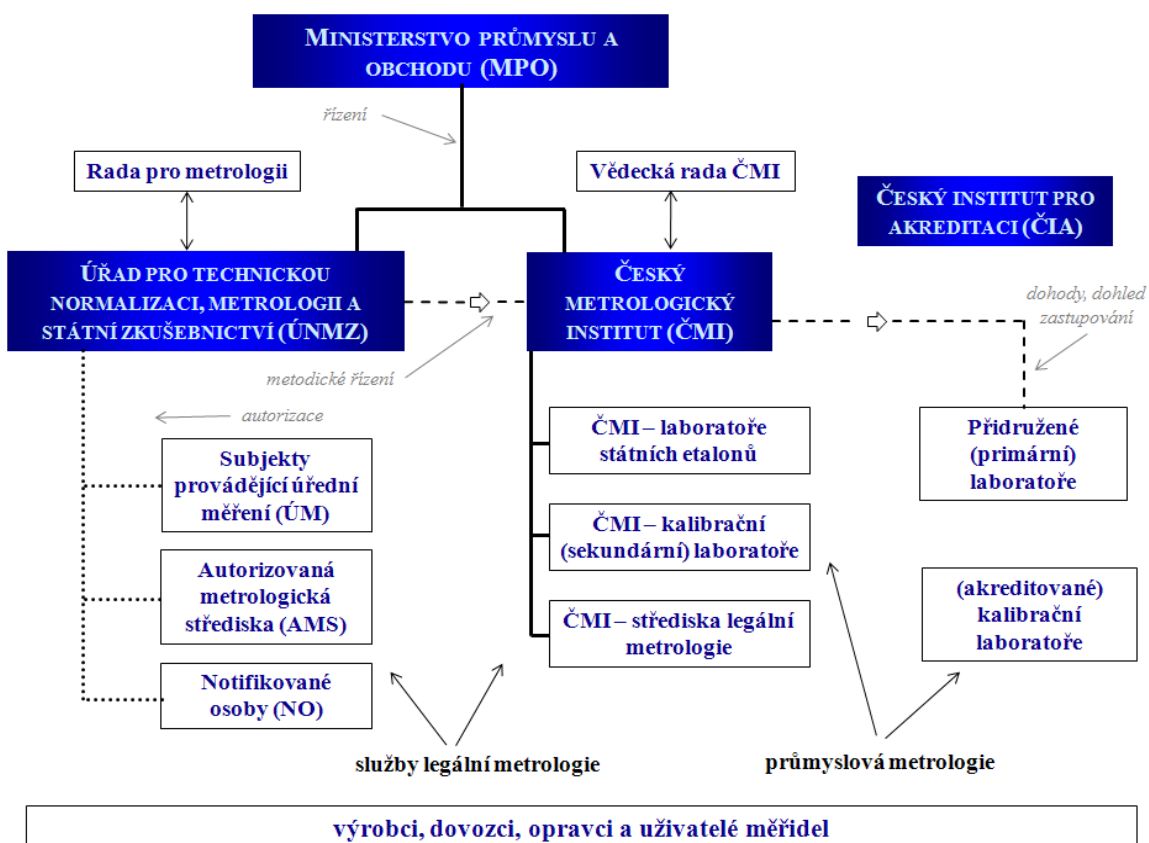 MINISTERSTVO PRŮMYSLU A
OBCHODU (MPO)
řízení
Rada pro metrologii
Vědecká rada ČMI
ČESKÝ INSTITUT PRO
AKREDITACI (ČIA)
ÚŘAD PRO TECHNICKOU
NORMALIZACI, METROLOGII A
STÁTNÍ ZKUŠEBNICTVÍ (ÚNMZ)
ČESKÝ
METROLOGICKÝ
INSTITUT (ČMI)
dohody, dohled
zastupování
metodické řízení
autorizace
Subjekty
provádějící úřední
měření (ÚM)
ČMI – laboratoře
státních etalonů
Přidružené
(primární)
laboratoře
Autorizovaná
metrologická
střediska (AMS)
ČMI – kalibrační
(sekundární) laboratoře
(akreditované)
kalibrační
laboratoře
Notifikované
osoby (NO)
ČMI – střediska legální
metrologie
služby legální metrologie
průmyslová metrologie
výrobci, dovozci, opravci a uživatelé měřidel